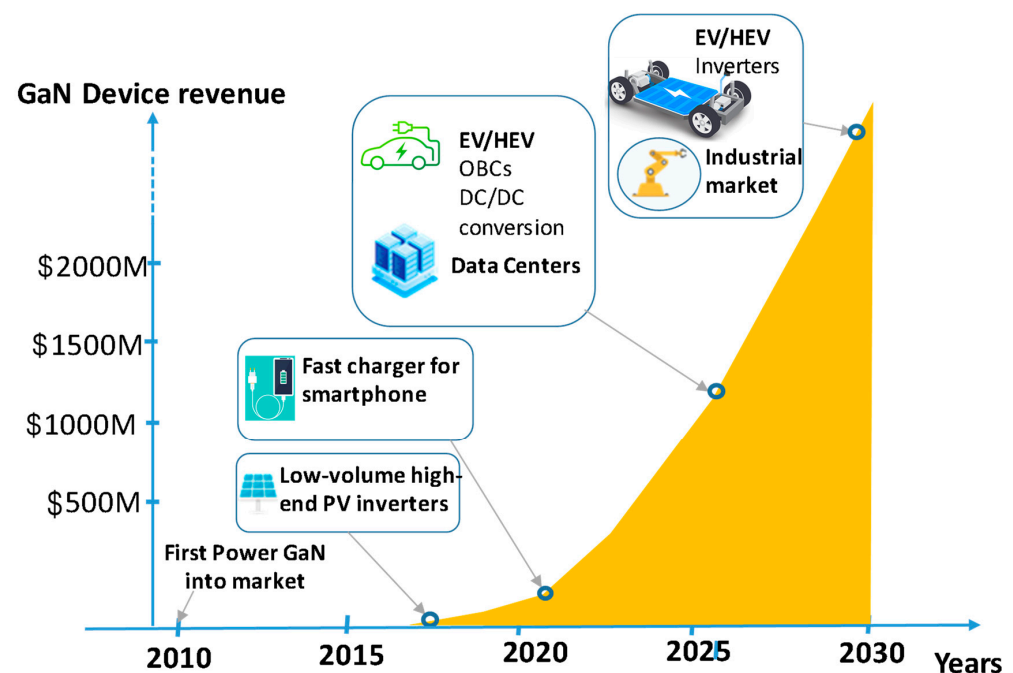 GaN Device revenue
EV/HEV
Inverters
Industrial
market
EV/HEV
OBCs
DC/DC
conversion
Data Centers
$2000M
$1500M
$1000M
$500M
Fast charger for
smartphone
Low-volume high-
end PV inverters
First Power GaN
into market
2010
2015
2020
2025
2030
Years